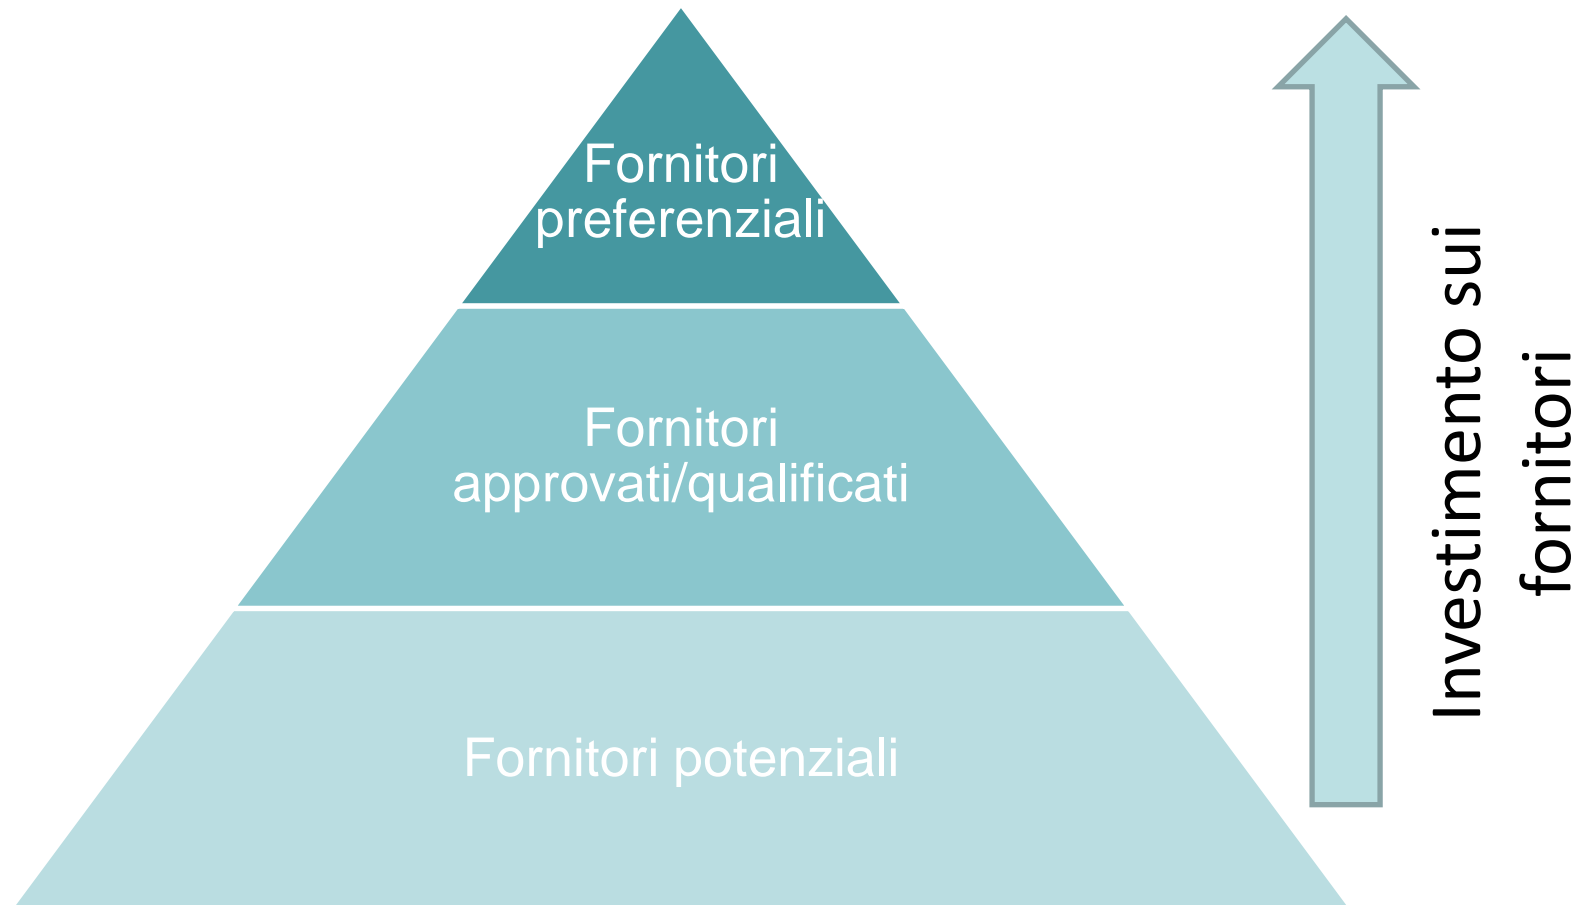 Fornitori
preferenziali
Fornitori
approvati/qualificati
Fornitori potenziali
Investimento sui
fornitori